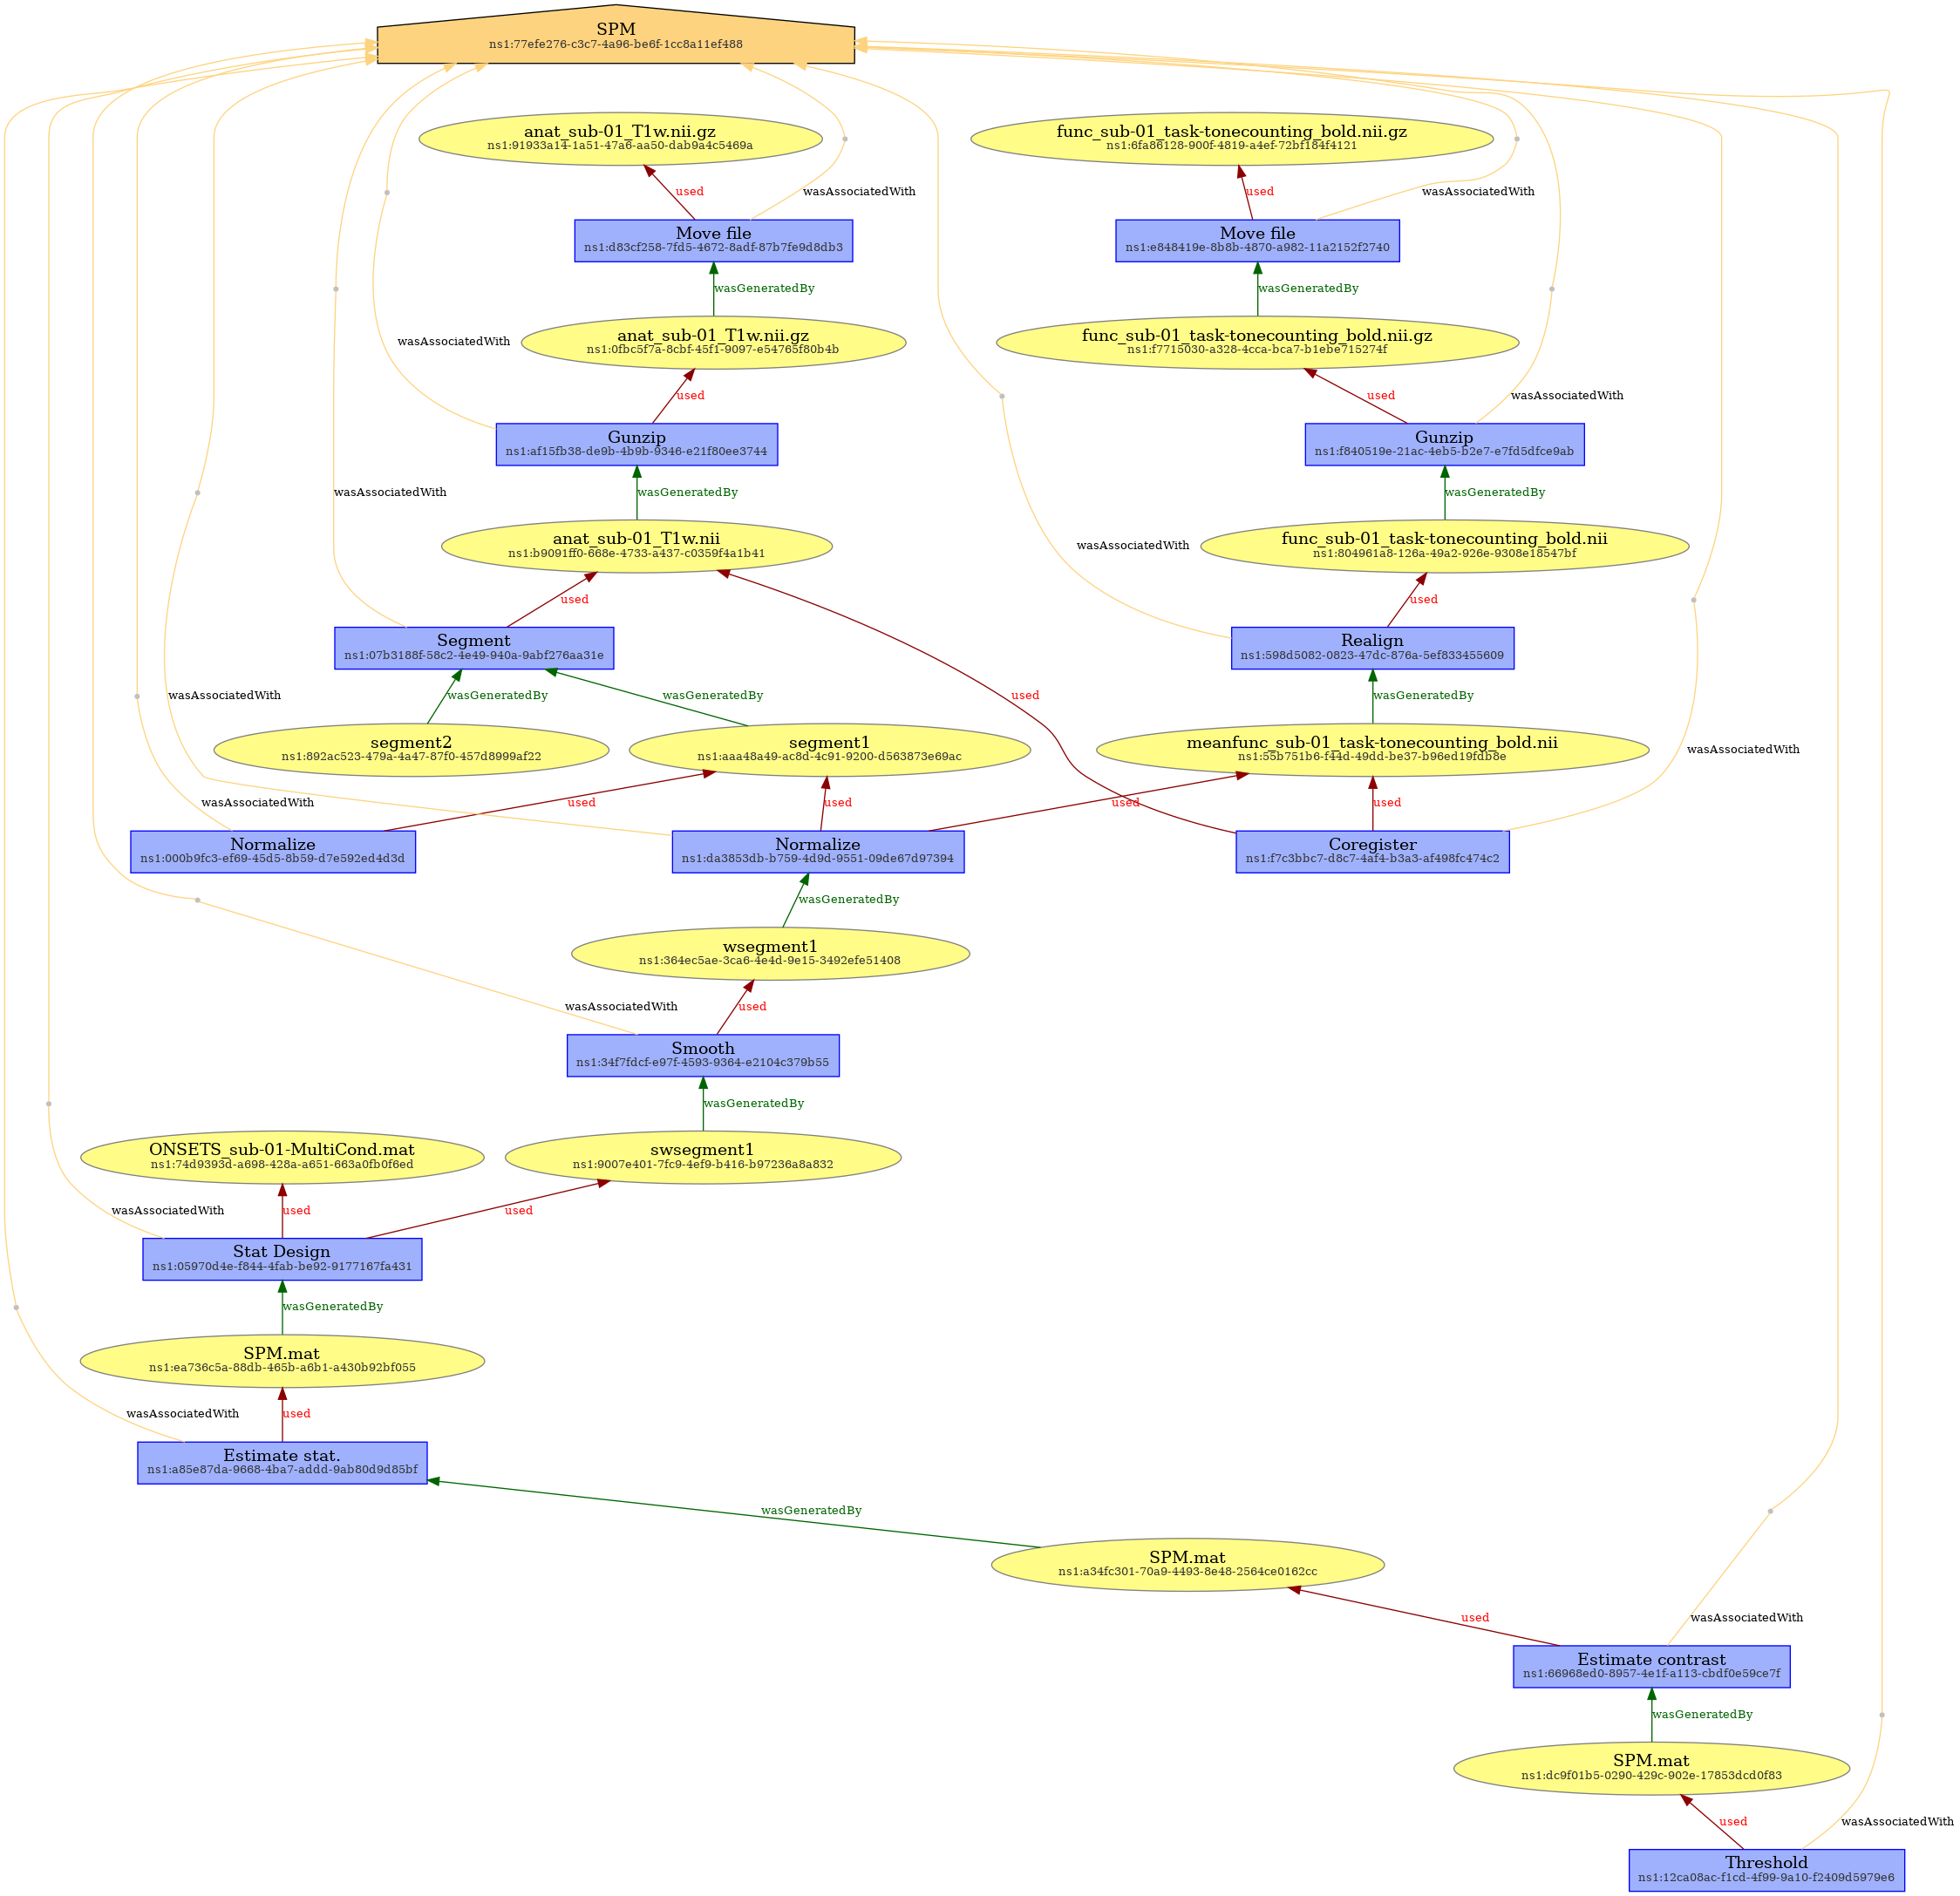 SPM
ns1:77efe276-c3c7-4a96-be6f-1cc8a11ef488
anat_sub-01_T1w.nii.gz
ns1:91933a14-1a51-47a6-aa50-dab9a4c5469a
func_sub-01_task-tonecounting_bold.nii.gz
ns1:6fa86128-900f-4819-a4ef-72bf184f4121
used
wasAssociatedWith
used
wasAssociatedWith
Move file
ns1:d83cf258-7fd5-4672-8adf-87b7fe9d8db3
Move file
ns1:e848419e-8b8b-4870-a982-11a2152f2740
wasGeneratedBy
wasGeneratedBy
anat_sub-01_T1w.nii.gz
ns1:0fbc5f7a-8cbf-45f1-9097-e54765f80b4b
func_sub-01_task-tonecounting_bold.nii.gz
ns1:f7715030-a328-4cca-bca7-b1ebe715274f
wasAssociatedWith
used
used
wasAssociatedWith
Gunzip
ns1:af15fb38-de9b-4b9b-9346-e21f80ee3744
Gunzip
ns1:f840519e-21ac-4eb5-b2e7-e7fd5dfce9ab
wasAssociatedWith
wasGeneratedBy
wasGeneratedBy
anat_sub-01_T1w.nii
ns1:b9091ff0-668e-4733-a437-c0359f4a1b41
wasAssociatedWith
func_sub-01_task-tonecounting_bold.nii
ns1:804961a8-126a-49a2-926e-9308e18547bf
used
used
Segment
ns1:07b3188f-58c2-4e49-940a-9abf276aa31e
Realign
ns1:598d5082-0823-47dc-876a-5ef833455609
wasAssociatedWith
wasGeneratedBy
wasGeneratedBy
used
wasGeneratedBy
segment2
ns1:892ac523-479a-4a47-87f0-457d8999af22
segment1
ns1:aaa48a49-ac8d-4c91-9200-d563873e69ac
meanfunc_sub-01_task-tonecounting_bold.nii
ns1:55b751b6-f44d-49dd-be37-b96ed19fdb8e
wasAssociatedWith
wasAssociatedWith
used
used
used
used
Normalize
ns1:000b9fc3-ef69-45d5-8b59-d7e592ed4d3d
Normalize
ns1:da3853db-b759-4d9d-9551-09de67d97394
Coregister
ns1:f7c3bbc7-d8c7-4af4-b3a3-af498fc474c2
wasGeneratedBy
wsegment1
ns1:364ec5ae-3ca6-4e4d-9e15-3492efe51408
wasAssociatedWith
used
Smooth
ns1:34f7fdcf-e97f-4593-9364-e2104c379b55
wasGeneratedBy
ONSETS_sub-01-MultiCond.mat
ns1:74d9393d-a698-428a-a651-663a0fb0f6ed
swsegment1
ns1:9007e401-7fc9-4ef9-b416-b97236a8a832
wasAssociatedWith
used
used
Stat Design
ns1:05970d4e-f844-4fab-be92-9177167fa431
wasGeneratedBy
SPM.mat
ns1:ea736c5a-88db-465b-a6b1-a430b92bf055
wasAssociatedWith
used
Estimate stat.
ns1:a85e87da-9668-4ba7-addd-9ab80d9d85bf
wasGeneratedBy
SPM.mat
ns1:a34fc301-70a9-4493-8e48-2564ce0162cc
used
wasAssociatedWith
Estimate contrast
ns1:66968ed0-8957-4e1f-a113-cbdf0e59ce7f
wasGeneratedBy
SPM.mat
ns1:dc9f01b5-0290-429c-902e-17853dcd0f83
used
wasAssociatedWith
Threshold
ns1:12ca08ac-f1cd-4f99-9a10-f2409d5979e6